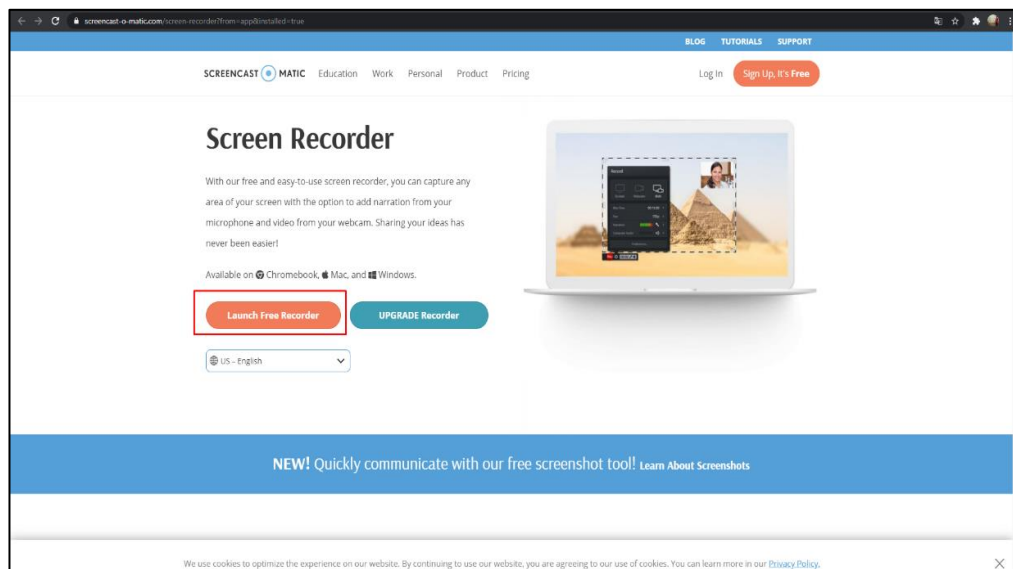 screencast-o-matic.com/screen-recorder?from=app&installed=true
BLOG TUTORIALS SUPPORT
SCREENCAST MATIC Education Work Personal Product Pricing Log In Sign Up, It's Free
Screen Recorder
With our free and easy-to-use screen recorder, you can capture any
area of your screen with the option to add narration from your
microphone and video from your webcam. Sharing your ideas has
never been easier!
Available on Chromebook, Mac, and Windows.
Launch Free Recorder UPGRADE Recorder
US - English
NEW! Quickly communicate with our free screenshot tool! Learn About Screenshots
We use cookies to optimize the experience on our website. By continuing to use our website, you are agreeing to our use of cookies. You can learn more in our Privacy Policy.